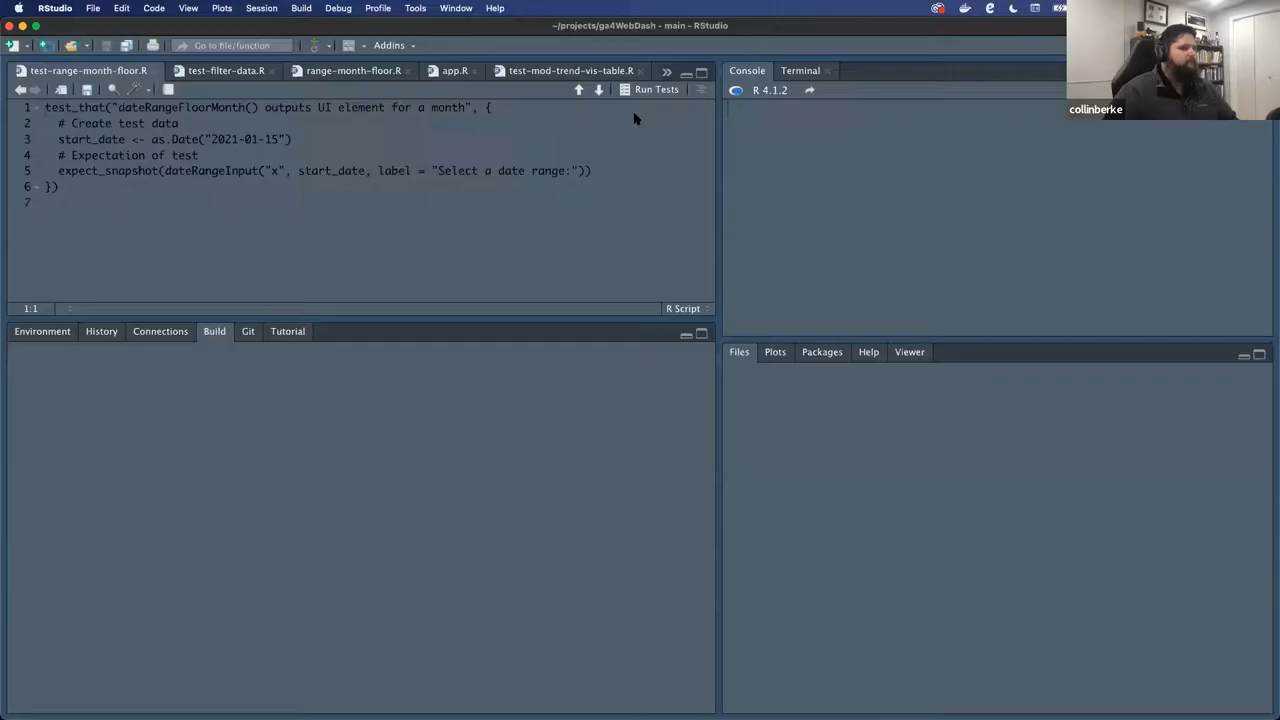 RStudio File Edit Code View Plots Session Build Debug Profile Tools Window Help
~/projects/ga4WebDash - main - RStudio
Go to file/function Addins
test-range-month-floor.R test-filter-data.R range-month-floor.R app.R test-mod-trend-vis-table.R
Run Tests
1 test_that("dateRangeFloorMonth() outputs UI element for a month", {
2 # Create test data
3 start_date <- as.Date("2021-01-15")
4 # Expectation of test
5 expect_snapshot(dateRangeInput("x", start_date, label = "Select a date range:"))
6 })
7
1:1 R Script
Environment History Connections Build Git Tutorial
Console Terminal
R 4.1.2
Files Plots Packages Help Viewer
collinberke